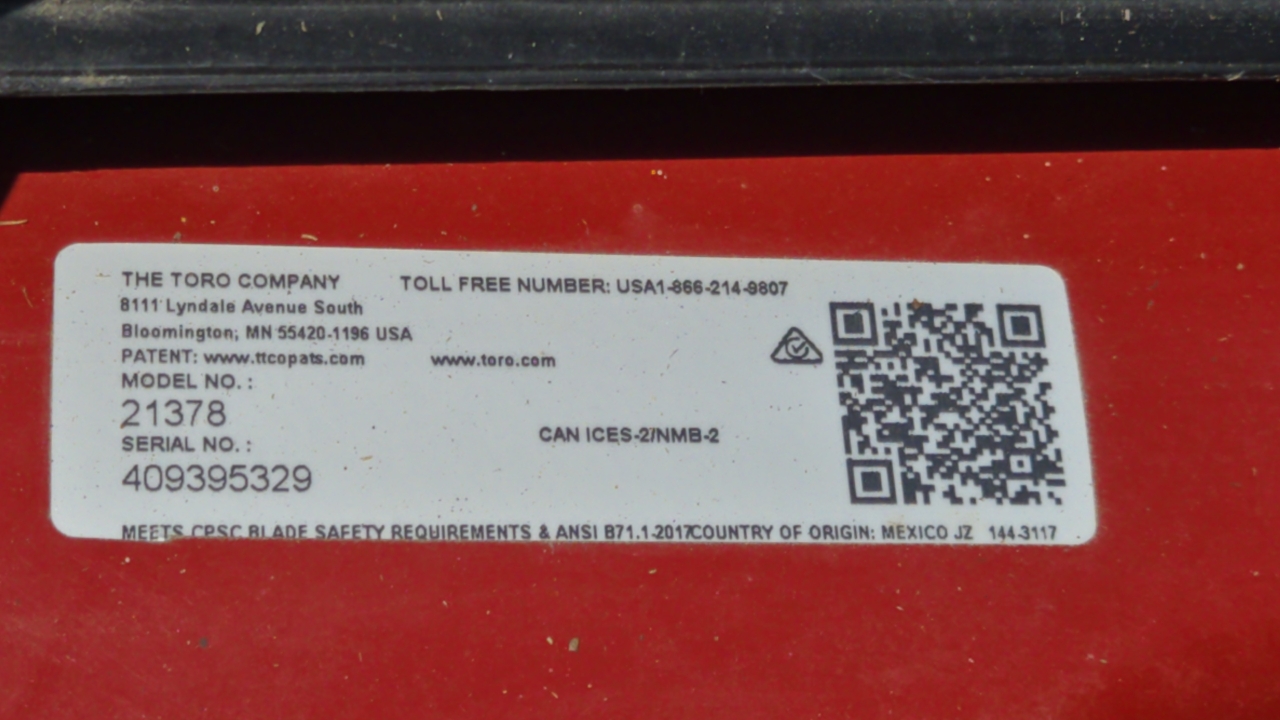 THE TORO COMPANY TOLL FREE NUMBER: USA1-866-214-9807
8111 Lyndale Avenue South
Bloomington, MN 55420-1196 USA
PATENT: www.ttcopats.com www.toro.com
MODEL NO. :
21378
CAN ICES-2/NMB-2
SERIAL NO. :
409395329
MEETS CPSC BLADE SAFETY REQUIREMENTS & ANSI B71.1-2017COUNTRY OF ORIGIN: MEXICO JZ 144-3117